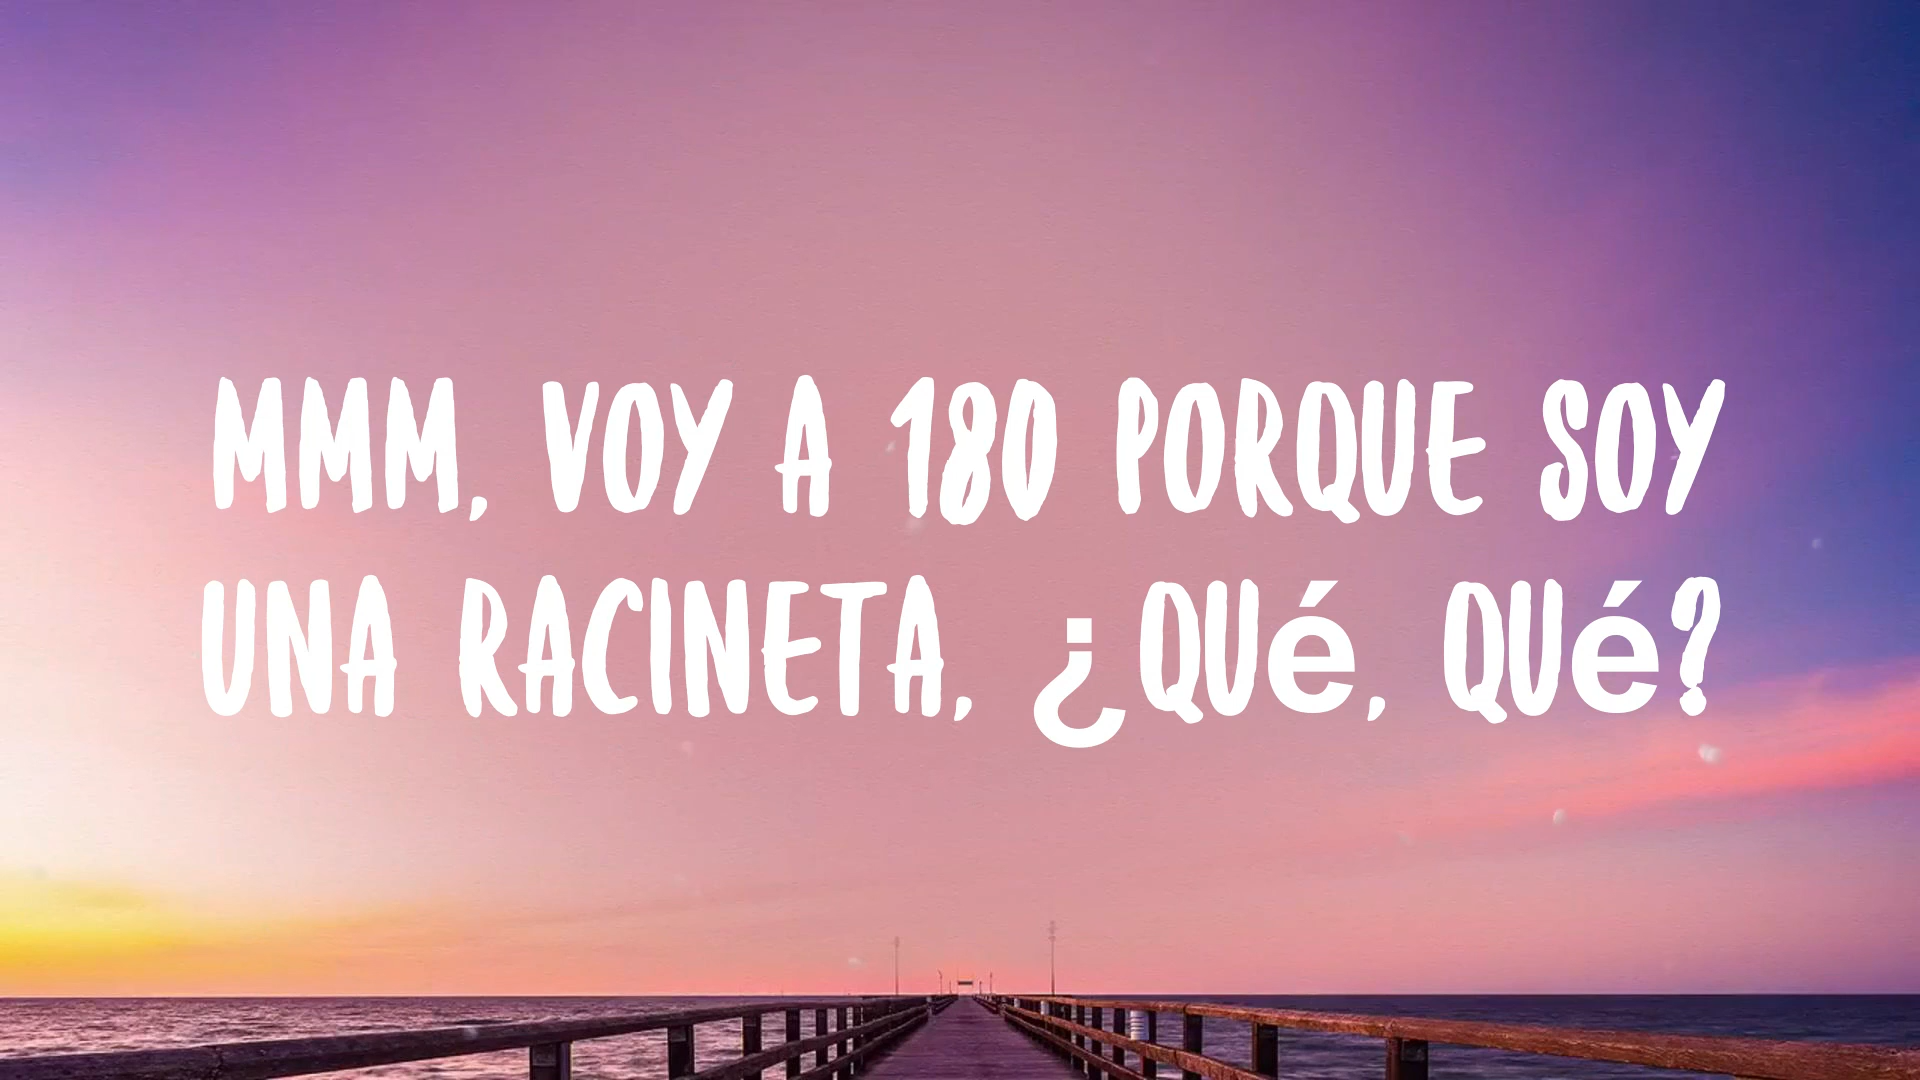 MMM, VOY A 180 PORQUE SOY
UNA RACINETA, ¿QUé, QUé?